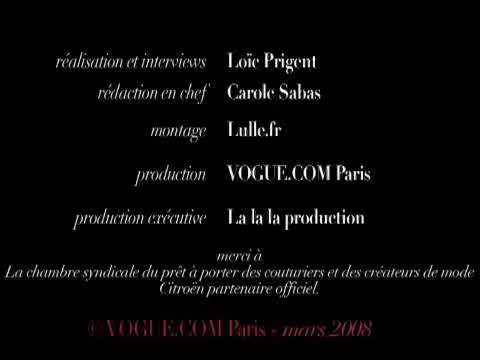 réalisation et interviews Loïc Prigent
rédaction en chef Carole Sabas
montage Lulle.fr
production VOGUE.COM Paris
production exécutive La la la production
merci à
La chambre syndicale du prêt à porter des couturiers et des créateurs de mode
Citroën partenaire officiel.
©VOGUE.COM Paris - mars 2008